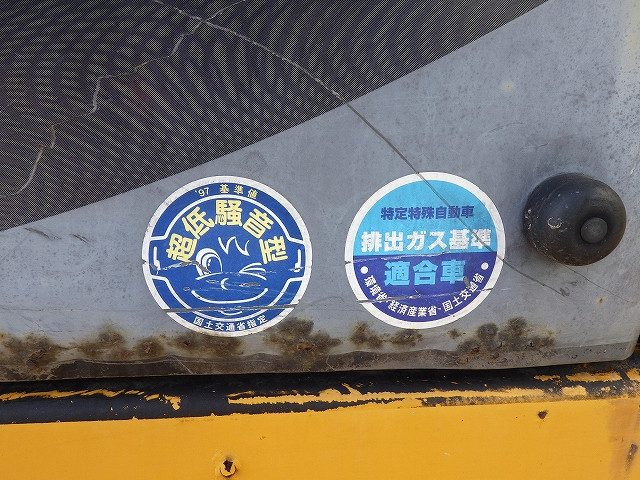 '97 基準値
超低騒音型
国土交通省指定
特定特殊自動車
排出ガス基準
適合車
環境省・経済産業省・国土交通省